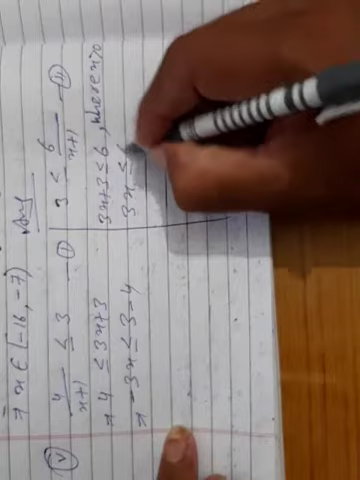 ⇒ x ∈ (-16, -7) Ans
(v) 4/x+1 ≤ 3 — (I)
⇒ 4 ≤ 3x+3
⇒ -3x ≤ 3-4
3 ≤ 6/x+1 — (II)
3x+3 ≤ 6, where x>0
3x ≤